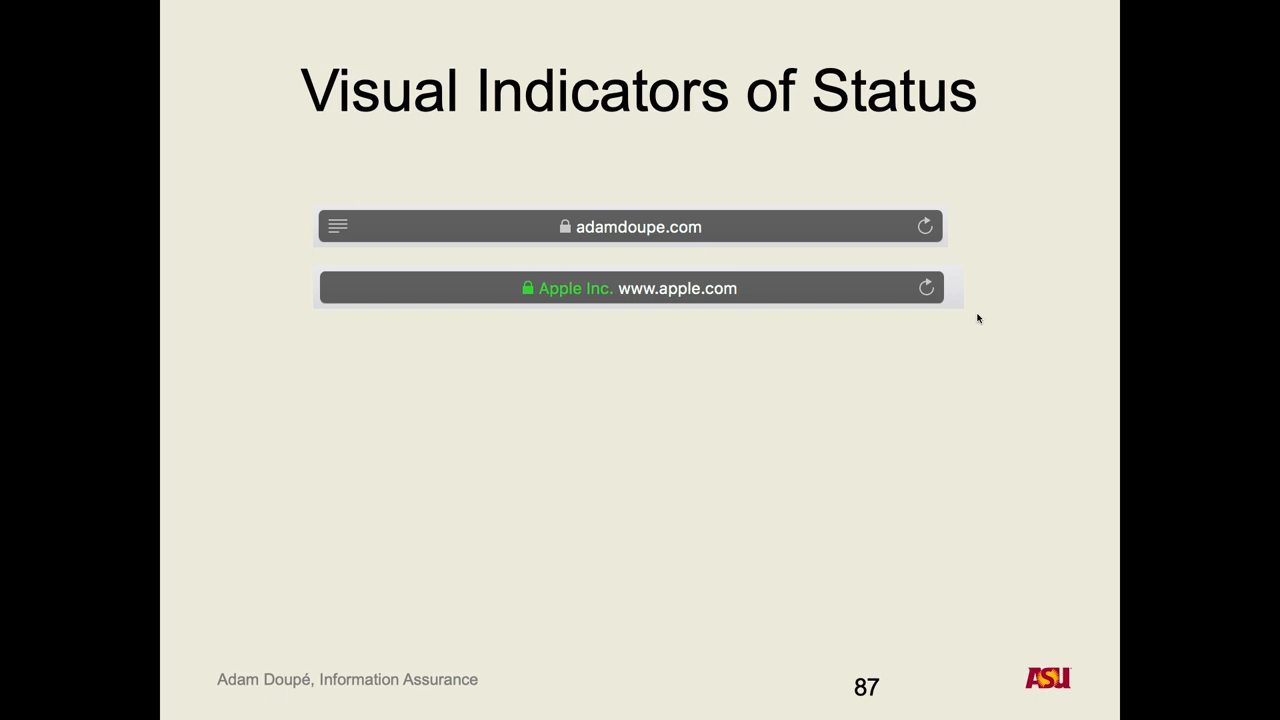 Visual Indicators of Status
adamdoupe.com
Apple Inc. www.apple.com
Adam Doupé, Information Assurance
87
ASU